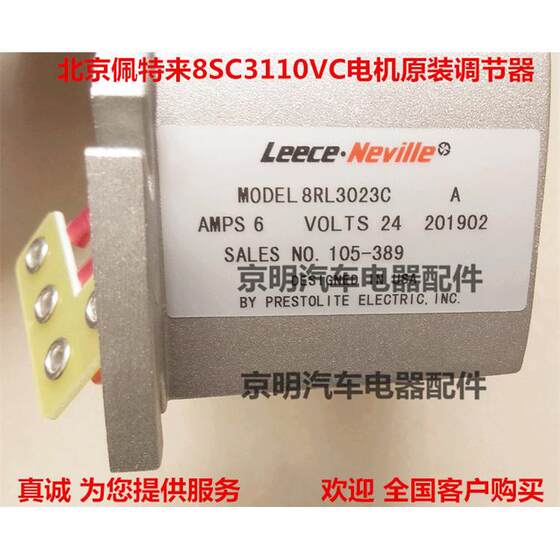 北京佩特来8SC3110VC电机原装调节器
Leece·Neville
MODEL 8RL3023C A
AMPS 6 VOLTS 24 201902
SALES NO. 105-389
京明汽车电器配件
DESIGNED IN USA
BY PRESTOLITE ELECTRIC, INC.
京明汽车电器配件
真诚 为您提供服务 欢迎 全国客户购买